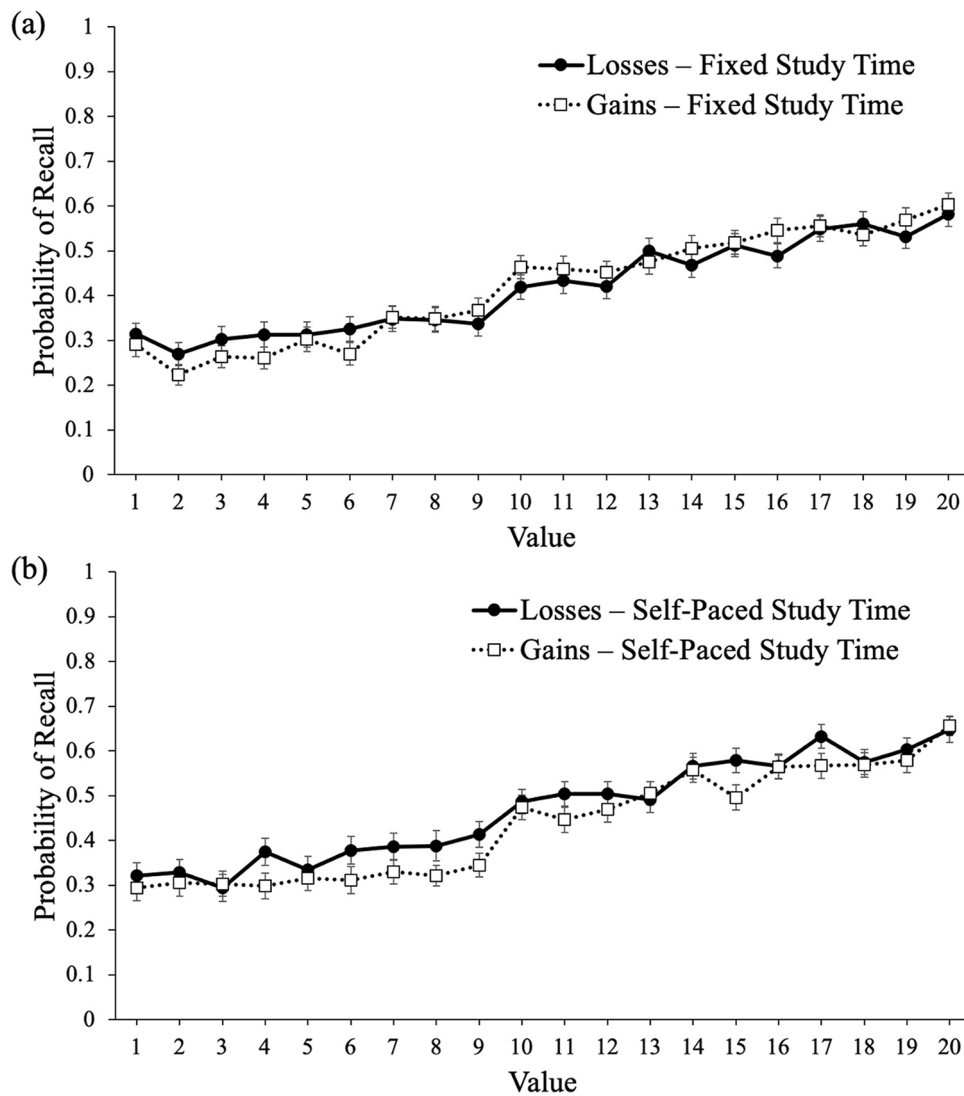 (a)
Losses – Fixed Study Time
Gains – Fixed Study Time
Probability of Recall
1
0.9
0.8
0.7
0.6
0.5
0.4
0.3
0.2
0.1
0
1 2 3 4 5 6 7 8 9 10 11 12 13 14 15 16 17 18 19 20
Value
(b)
Losses – Self-Paced Study Time
Gains – Self-Paced Study Time
Probability of Recall
1
0.9
0.8
0.7
0.6
0.5
0.4
0.3
0.2
0.1
0
1 2 3 4 5 6 7 8 9 10 11 12 13 14 15 16 17 18 19 20
Value